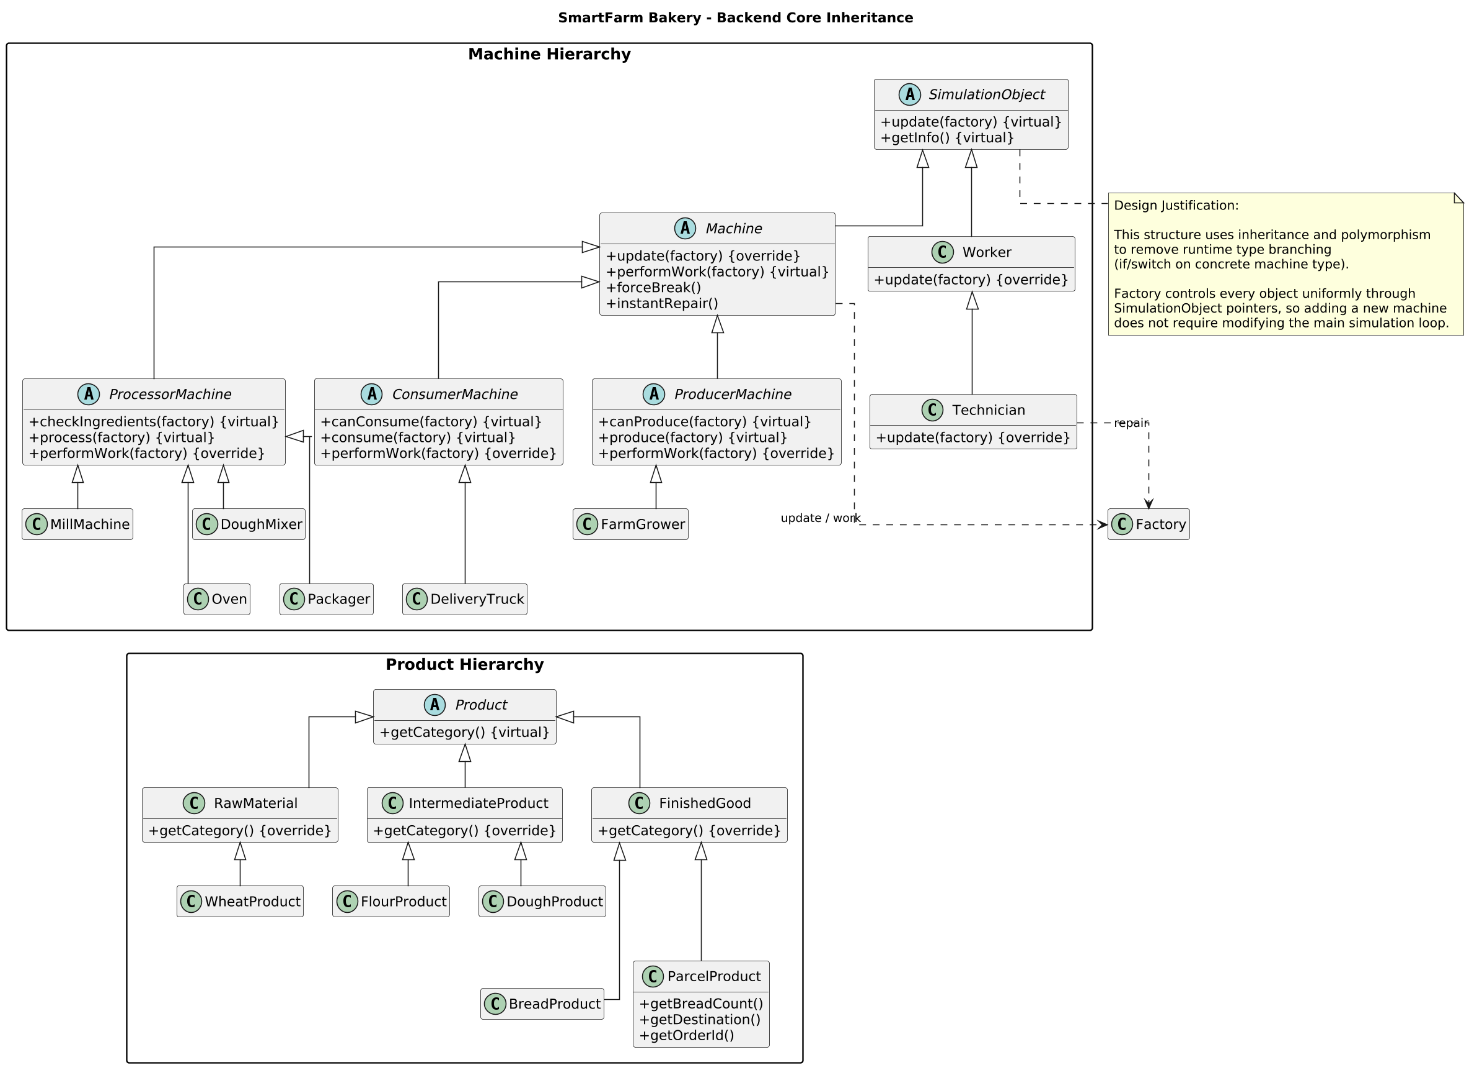 SmartFarm Bakery - Backend Core Inheritance
Machine Hierarchy
A SimulationObject
+update(factory) {virtual}
+getInfo() {virtual}
Design Justification:
This structure uses inheritance and polymorphism
to remove runtime type branching
(if/switch on concrete machine type).
Factory controls every object uniformly through
SimulationObject pointers, so adding a new machine
does not require modifying the main simulation loop.
A Machine
+update(factory) {override}
+performWork(factory) {virtual}
+forceBreak()
+instantRepair()
C Worker
+update(factory) {override}
A ProcessorMachine
+checkIngredients(factory) {virtual}
+process(factory) {virtual}
+performWork(factory) {override}
A ConsumerMachine
+canConsume(factory) {virtual}
+consume(factory) {virtual}
+performWork(factory) {override}
A ProducerMachine
+canProduce(factory) {virtual}
+produce(factory) {virtual}
+performWork(factory) {override}
C Technician
+update(factory) {override}
repair
C MillMachine
C DoughMixer
C FarmGrower
update / work
C Factory
C Oven
C Packager
C DeliveryTruck
Product Hierarchy
A Product
+getCategory() {virtual}
C RawMaterial
+getCategory() {override}
C IntermediateProduct
+getCategory() {override}
C FinishedGood
+getCategory() {override}
C WheatProduct
C FlourProduct
C DoughProduct
C BreadProduct
C ParcelProduct
+getBreadCount()
+getDestination()
+getOrderId()